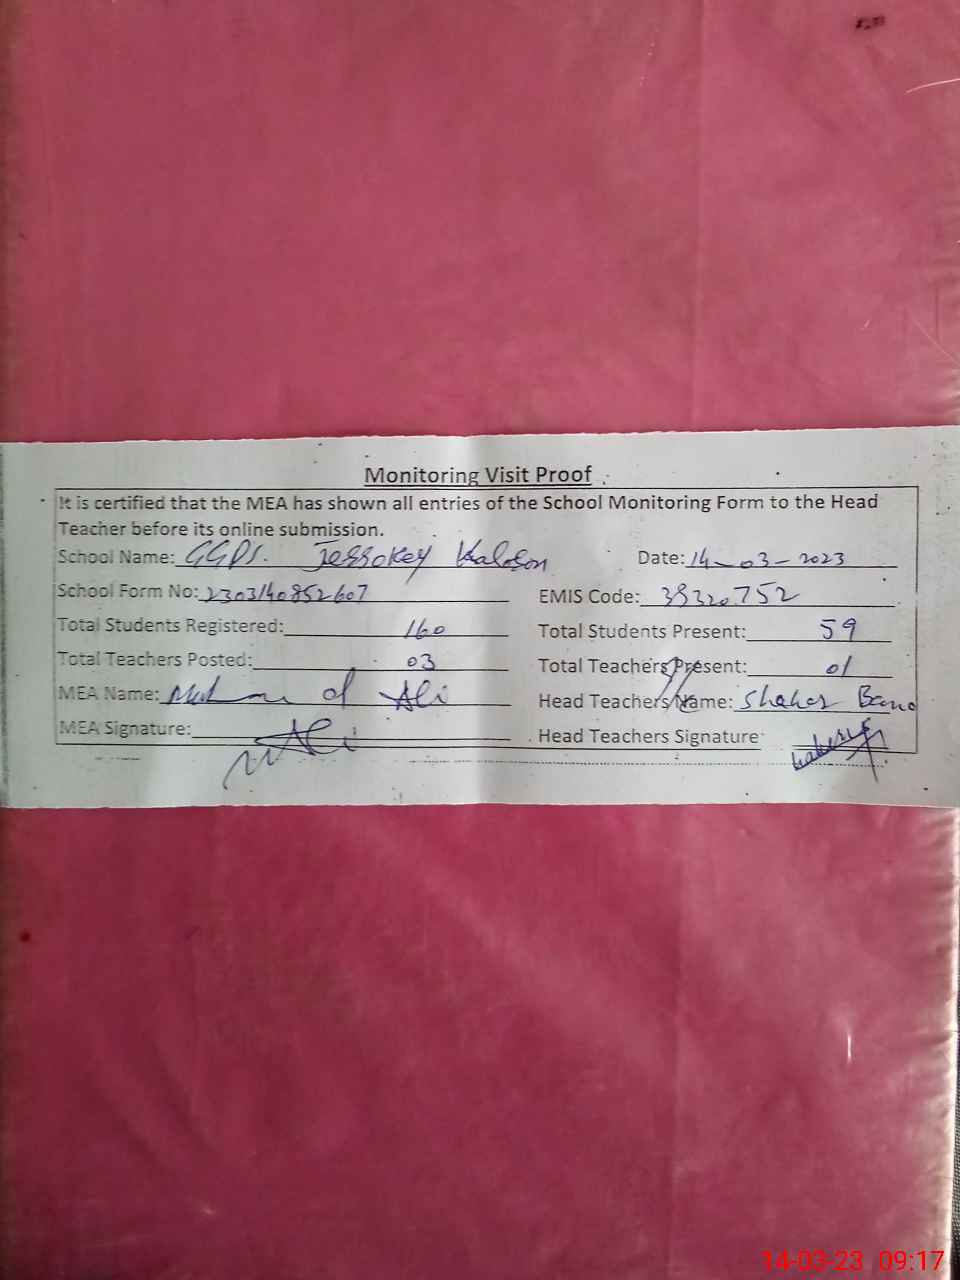 Monitoring Visit Proof
It is certified that the MEA has shown all entries of the School Monitoring Form to the Head
Teacher before its online submission.
School Name: GGPS. Jessokey Kaloson Date: 14-03-2023
School Form No: 2303140852607 EMIS Code: 38320752
Total Students Registered: 160 Total Students Present: 59
Total Teachers Posted: 03 Total Teachers Present: 01
MEA Name: Ali Head Teachers Name: Shaher Bano
MEA Signature: Ali Head Teachers Signature
14-03-23 09:17